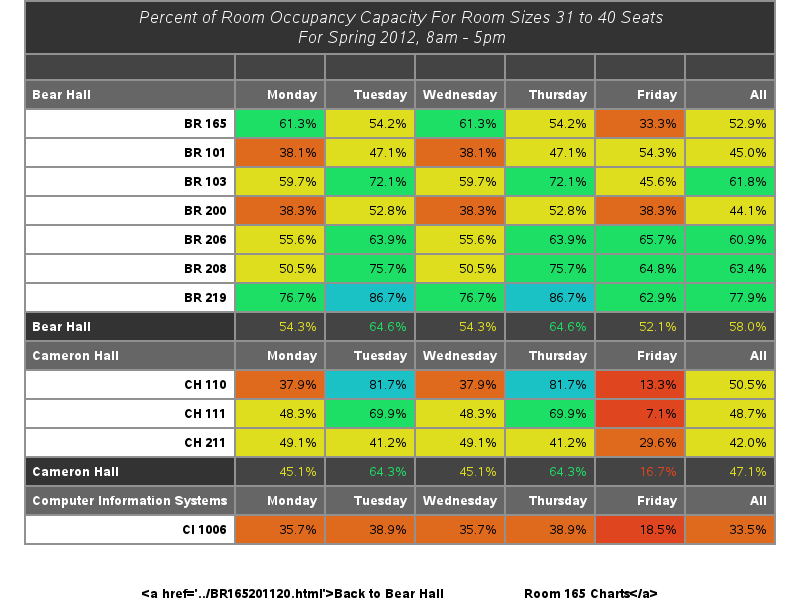 Percent of Room Occupancy Capacity For Room Sizes 31 to 40 Seats
For Spring 2012, 8am - 5pm
Bear Hall Monday Tuesday Wednesday Thursday Friday All
BR 165 61.3% 54.2% 61.3% 54.2% 33.3% 52.9%
BR 101 38.1% 47.1% 38.1% 47.1% 54.3% 45.0%
BR 103 59.7% 72.1% 59.7% 72.1% 45.6% 61.8%
BR 200 38.3% 52.8% 38.3% 52.8% 38.3% 44.1%
BR 206 55.6% 63.9% 55.6% 63.9% 65.7% 60.9%
BR 208 50.5% 75.7% 50.5% 75.7% 64.8% 63.4%
BR 219 76.7% 86.7% 76.7% 86.7% 62.9% 77.9%
Bear Hall 54.3% 64.6% 54.3% 64.6% 52.1% 58.0%
Cameron Hall Monday Tuesday Wednesday Thursday Friday All
CH 110 37.9% 81.7% 37.9% 81.7% 13.3% 50.5%
CH 111 48.3% 69.9% 48.3% 69.9% 7.1% 48.7%
CH 211 49.1% 41.2% 49.1% 41.2% 29.6% 42.0%
Cameron Hall 45.1% 64.3% 45.1% 64.3% 16.7% 47.1%
Computer Information Systems Monday Tuesday Wednesday Thursday Friday All
CI 1006 35.7% 38.9% 35.7% 38.9% 18.5% 33.5%
<a href='../BR165201120.html'>Back to Bear Hall Room 165 Charts</a>